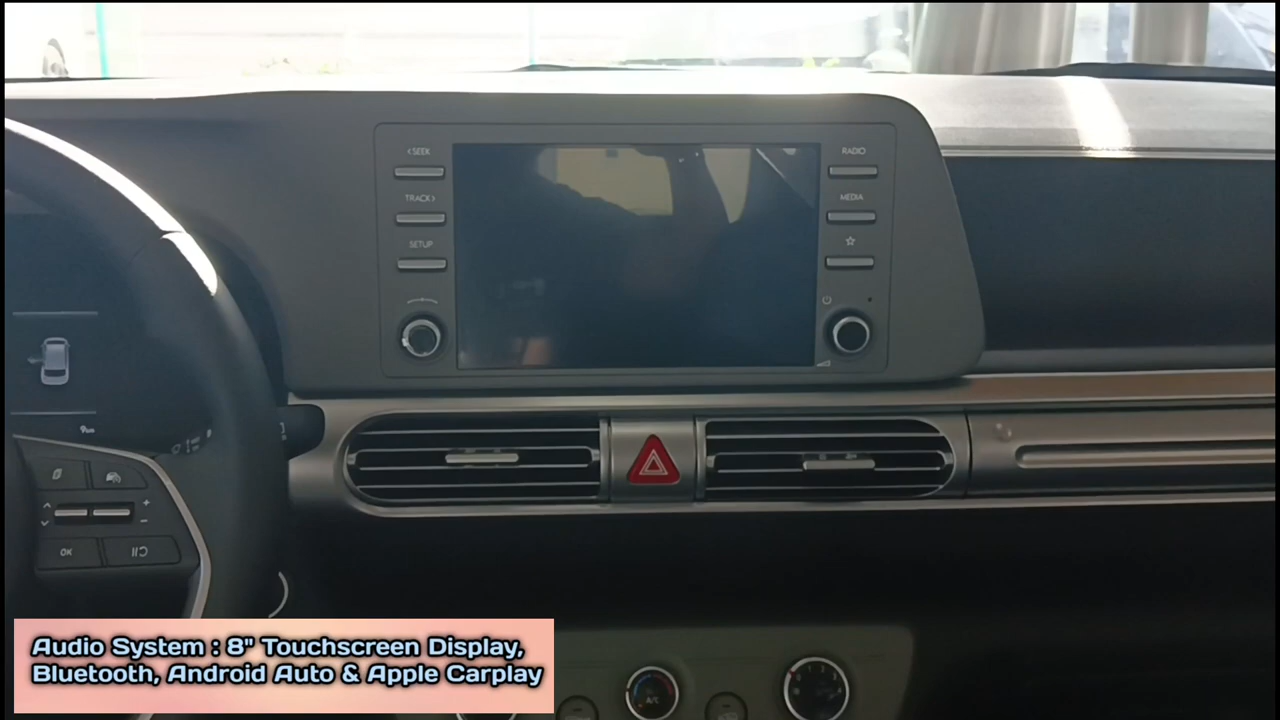 < SEEK
RADIO
TRACK >
MEDIA
SETUP
OK
A/C
Audio System : 8" Touchscreen Display,
Bluetooth, Android Auto & Apple Carplay